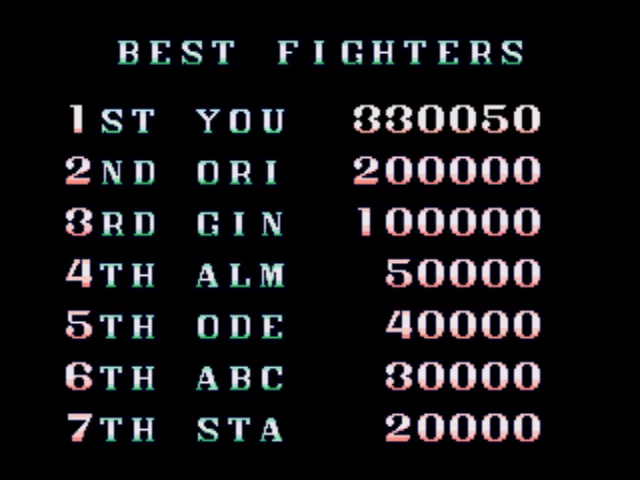 BEST FIGHTERS
1ST YOU 330050
2ND ORI 200000
3RD GIN 100000
4TH ALM 50000
5TH ODE 40000
6TH ABC 30000
7TH STA 20000